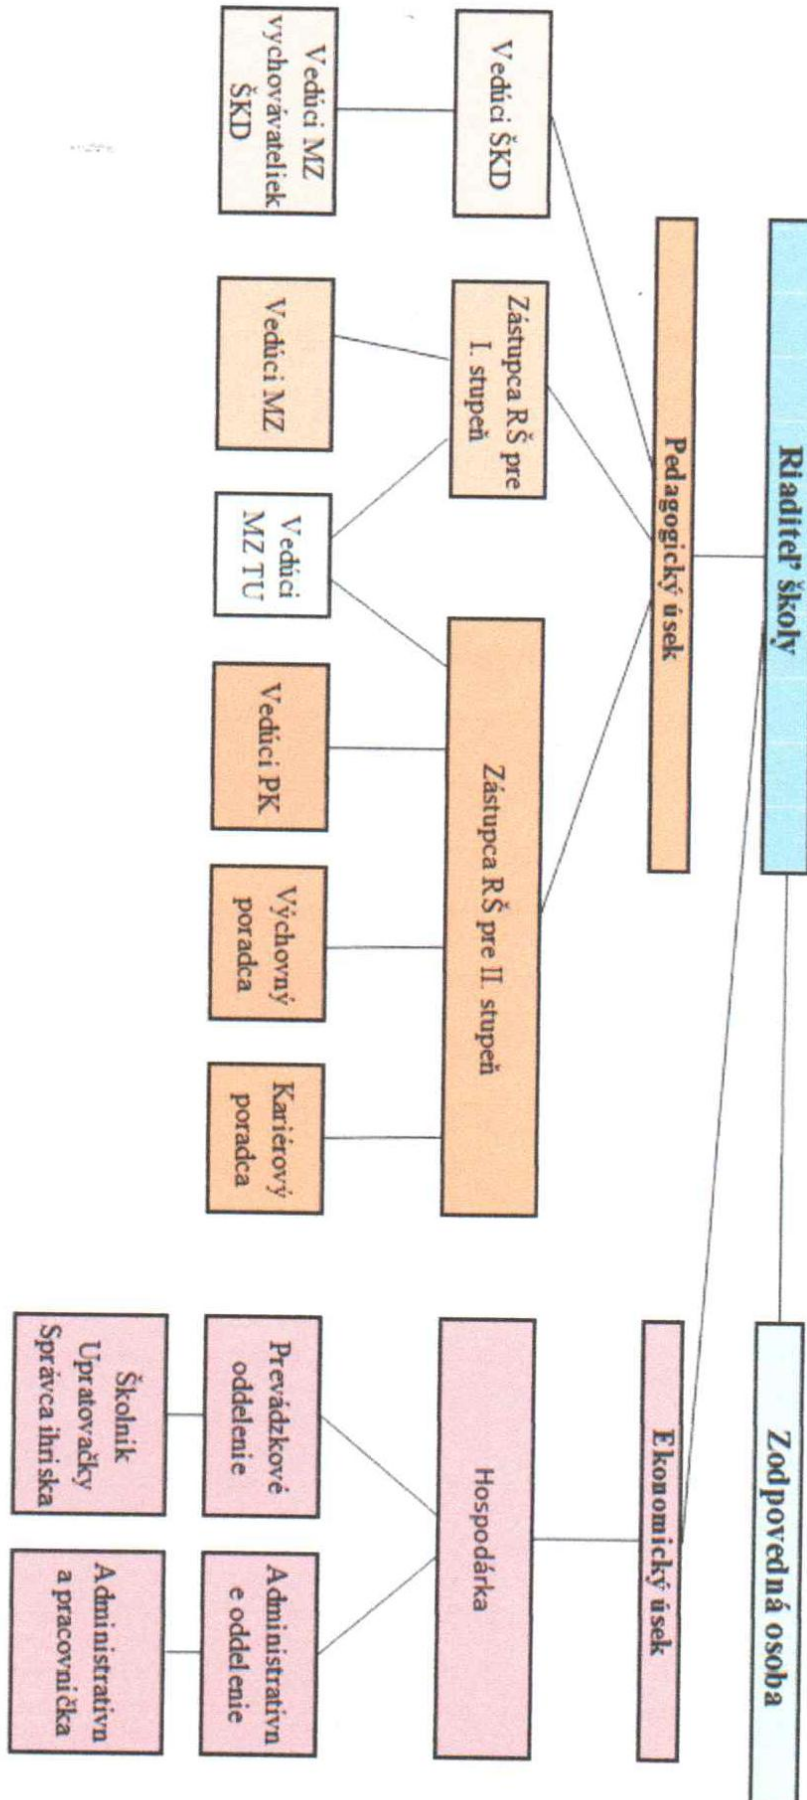 Riaditeľ školy
Zodpovedná osoba
Pedagogický úsek
Ekonomický úsek
Vedúci ŠKD
Zástupca RŠ pre
I. stupeň
Zástupca RŠ pre II. stupeň
Hospodárka
Vedúci MZ
vychovávateliek
ŠKD
Vedúci MZ
Vedúci
MZ TU
Vedúci PK
Výchovný
poradca
Kariérový
poradca
Prevádzkové
oddelenie
Administratívn
e oddelenie
Školník
Upratovačky
Správca ihriska
Administratívn
a pracovníčka